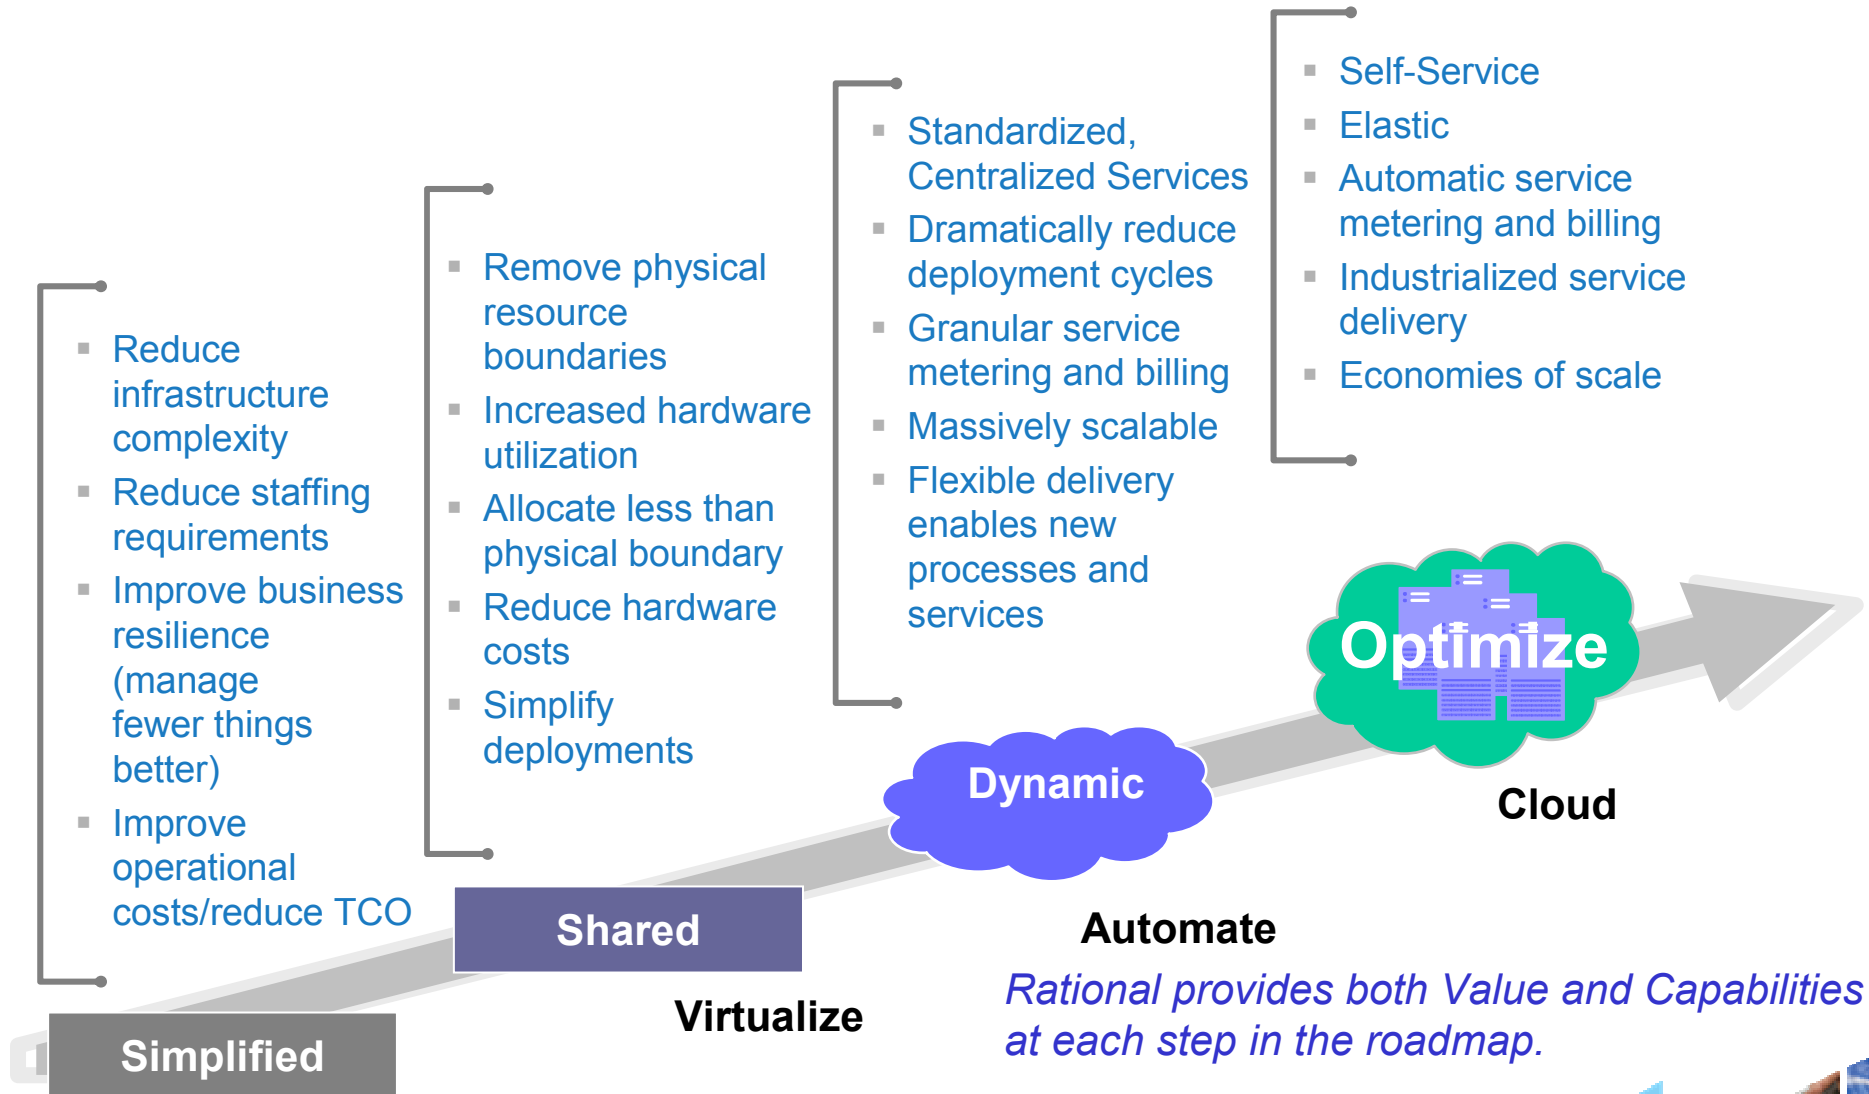 Reduce
infrastructure
complexity
Reduce staffing
requirements
Improve business
resilience
(manage
fewer things
better)
Improve
operational
costs/reduce TCO
Simplified
Remove physical
resource
boundaries
Increased hardware
utilization
Allocate less than
physical boundary
Reduce hardware
costs
Simplify
deployments
Shared
Virtualize
Standardized,
Centralized Services
Dramatically reduce
deployment cycles
Granular service
metering and billing
Massively scalable
Flexible delivery
enables new
processes and
services
Dynamic
Automate
Self-Service
Elastic
Automatic service
metering and billing
Industrialized service
delivery
Economies of scale
Optimize
Cloud
Rational provides both Value and Capabilities
at each step in the roadmap.